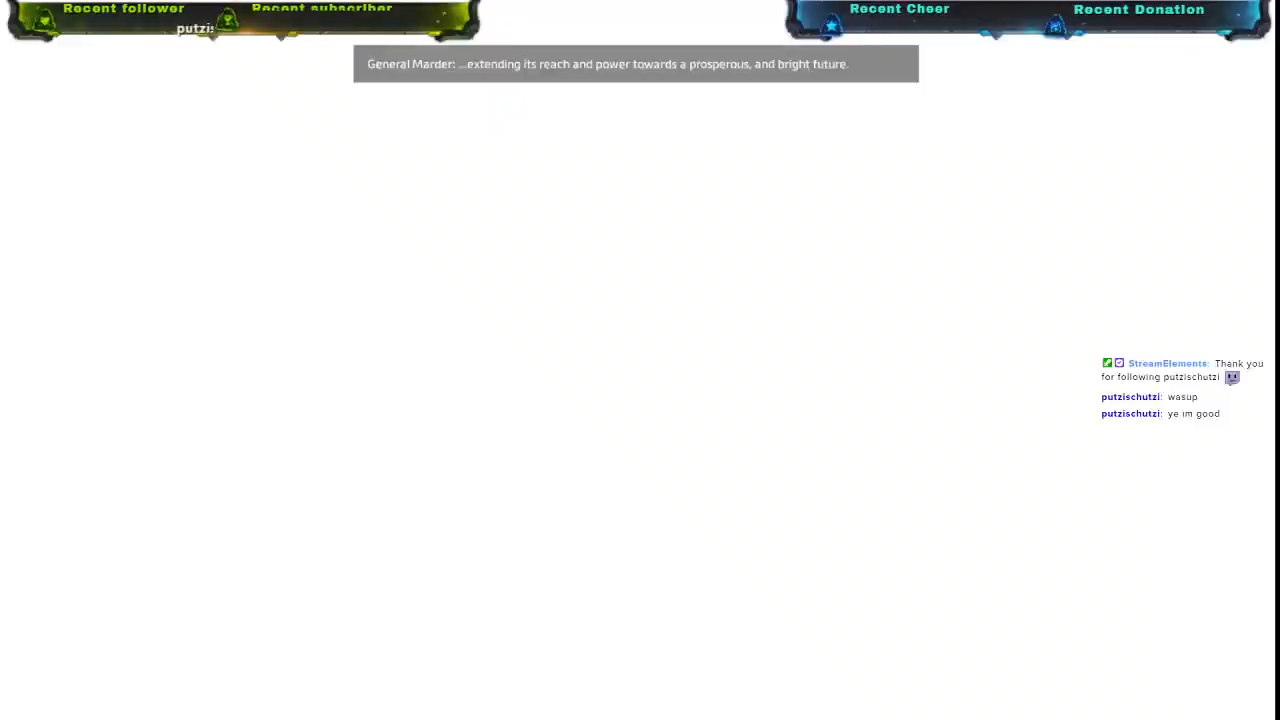 Recent follower
Recent subscriber
Recent Cheer
Recent Donation
putzis
General Marder: ...extending its reach and power towards a prosperous, and bright future.
StreamElements: Thank you
for following putzischutzi
putzischutzi: wasup
putzischutzi: ye im good